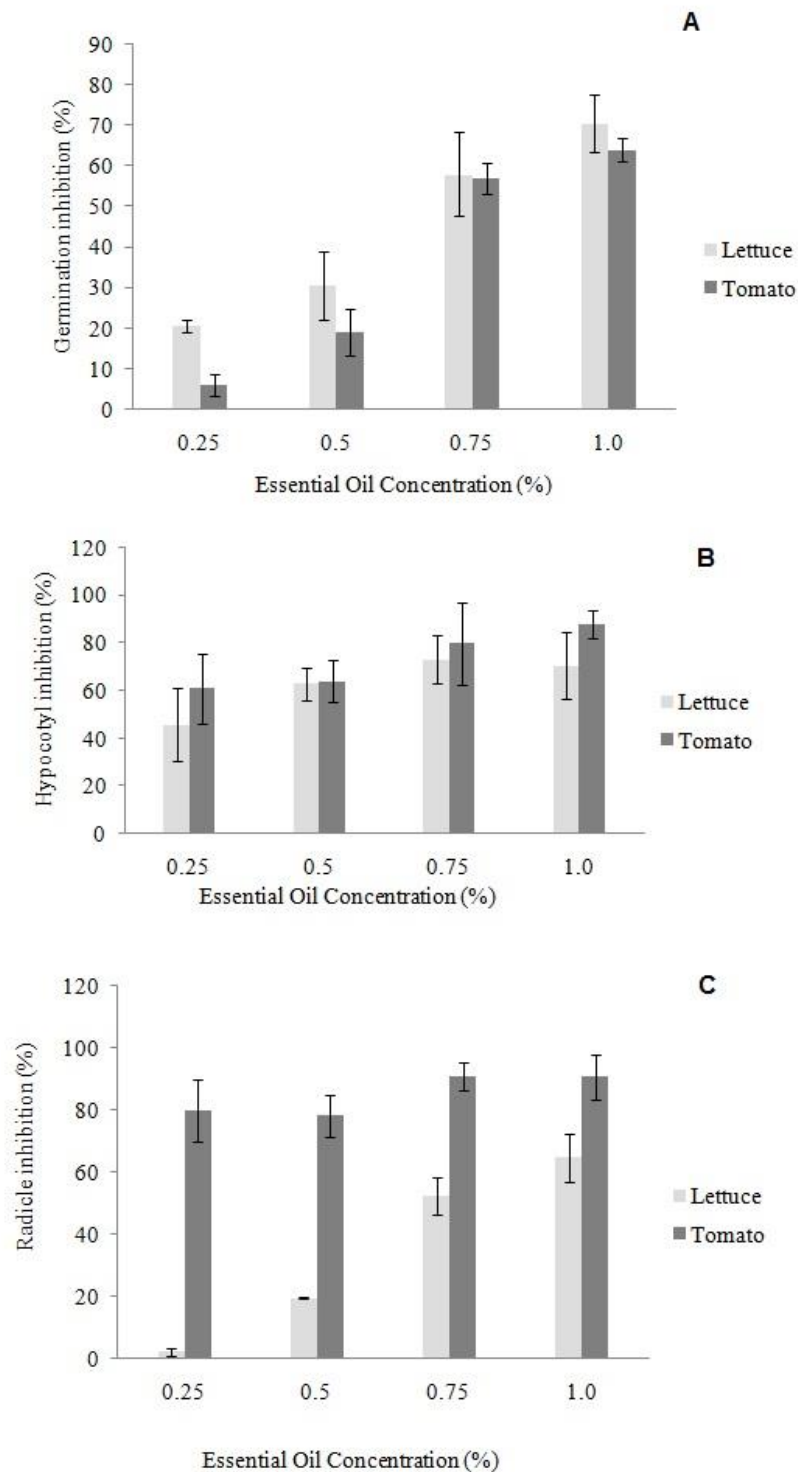 A
Germination inhibition (%)
90
80
70
60
50
40
30
20
10
0
0.25 0.5 0.75 1.0
Essential Oil Concentration (%)
Lettuce
Tomato
B
Hypocotyl inhibition (%)
120
100
80
60
40
20
0
0.25 0.5 0.75 1.0
Essential Oil Concentration (%)
Lettuce
Tomato
C
Radicle inhibition (%)
120
100
80
60
40
20
0
0.25 0.5 0.75 1.0
Essential Oil Concentration (%)
Lettuce
Tomato